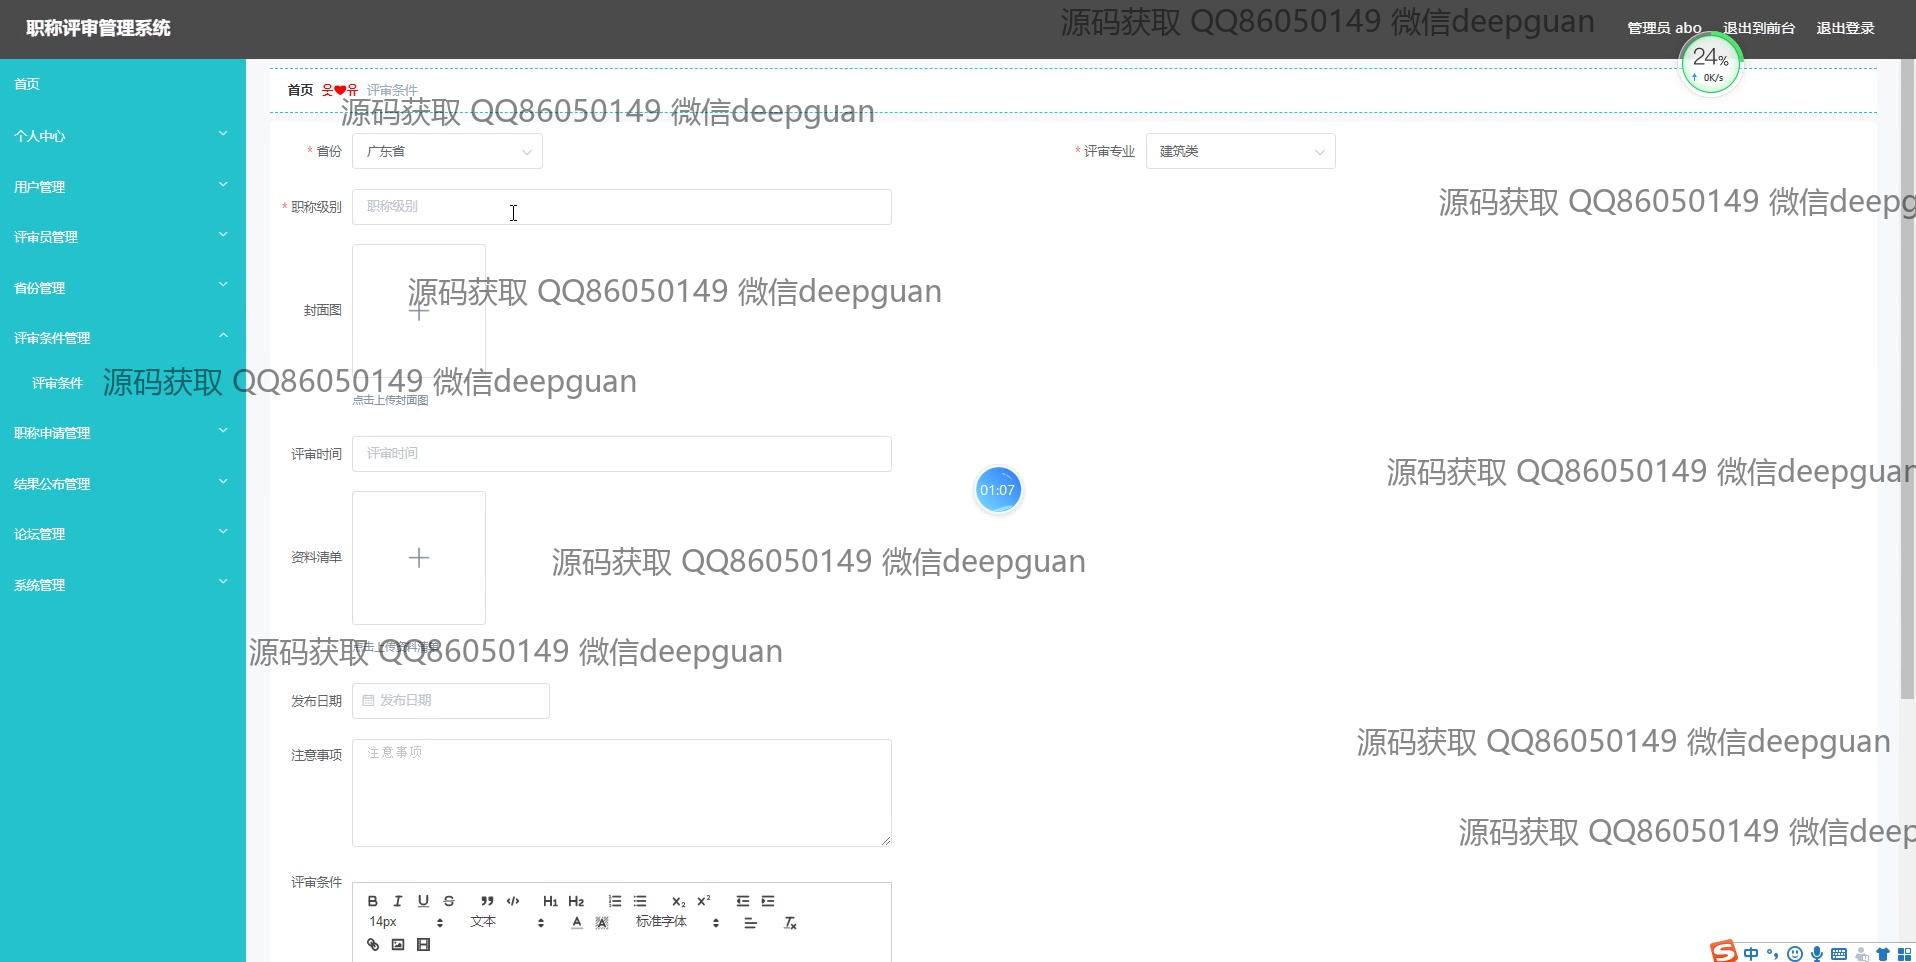 职称评审管理系统
源码获取 QQ86050149 微信deepguan
管理员 abo 退出到前台 退出登录
24%
↑ 0K/s
首页
个人中心
用户管理
评审员管理
省份管理
评审条件管理
评审条件
职称申请管理
结果公布管理
论坛管理
系统管理
首页 웃❤유 评审条件
源码获取 QQ86050149 微信deepguan
* 省份 广东省
* 评审专业 建筑类
* 职称级别 职称级别
源码获取 QQ86050149 微信deepg
源码获取 QQ86050149 微信deepguan
封面图
源码获取 QQ86050149 微信deepguan
点击上传封面图
评审时间 评审时间
源码获取 QQ86050149 微信deepguan
01:07
资料清单
源码获取 QQ86050149 微信deepguan
点击上传资料清单
源码获取 QQ86050149 微信deepguan
发布日期 发布日期
注意事项 注意事项
源码获取 QQ86050149 微信deepguan
源码获取 QQ86050149 微信deep
评审条件
B I U S ” </> H1 H2 X₂ X²
14px 文本 A A 标准字体 Tx
S 中